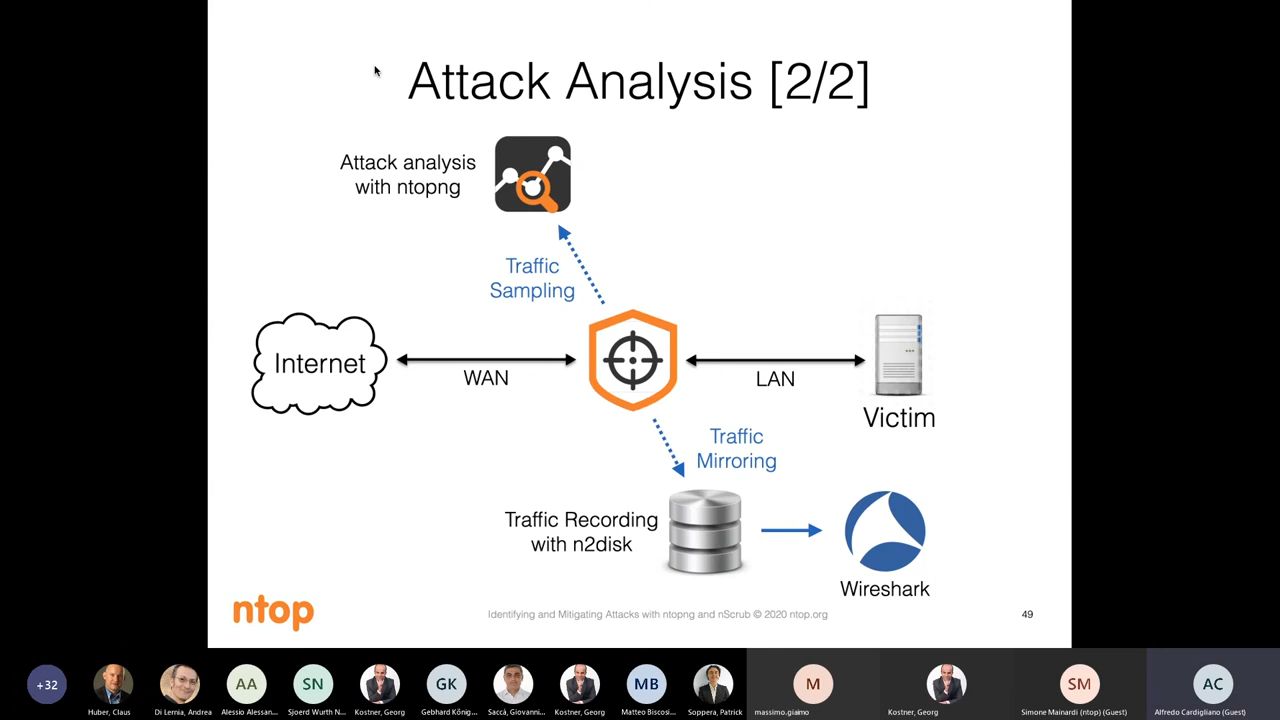 Attack Analysis [2/2]
Attack analysis
with ntopng
Traffic
Sampling
Internet
WAN
LAN
Victim
Traffic
Mirroring
Traffic Recording
with n2disk
Wireshark
ntop
Identifying and Mitigating Attacks with ntopng and nScrub © 2020 ntop.org
49
+32
AA
SN
GK
MB
M
SM
AC
Huber, Claus
Di Lernia, Andrea
Alessio Alessan...
Sjoerd Wurth N...
Kostner, Georg
Gebhard König...
Saccá, Giovanni...
Kostner, Georg
Matteo Biscosi...
Soppera, Patrick
massimo.giaimo
Kostner, Georg
Simone Mainardi (ntop) (Guest)
Alfredo Cardigliano (Guest)